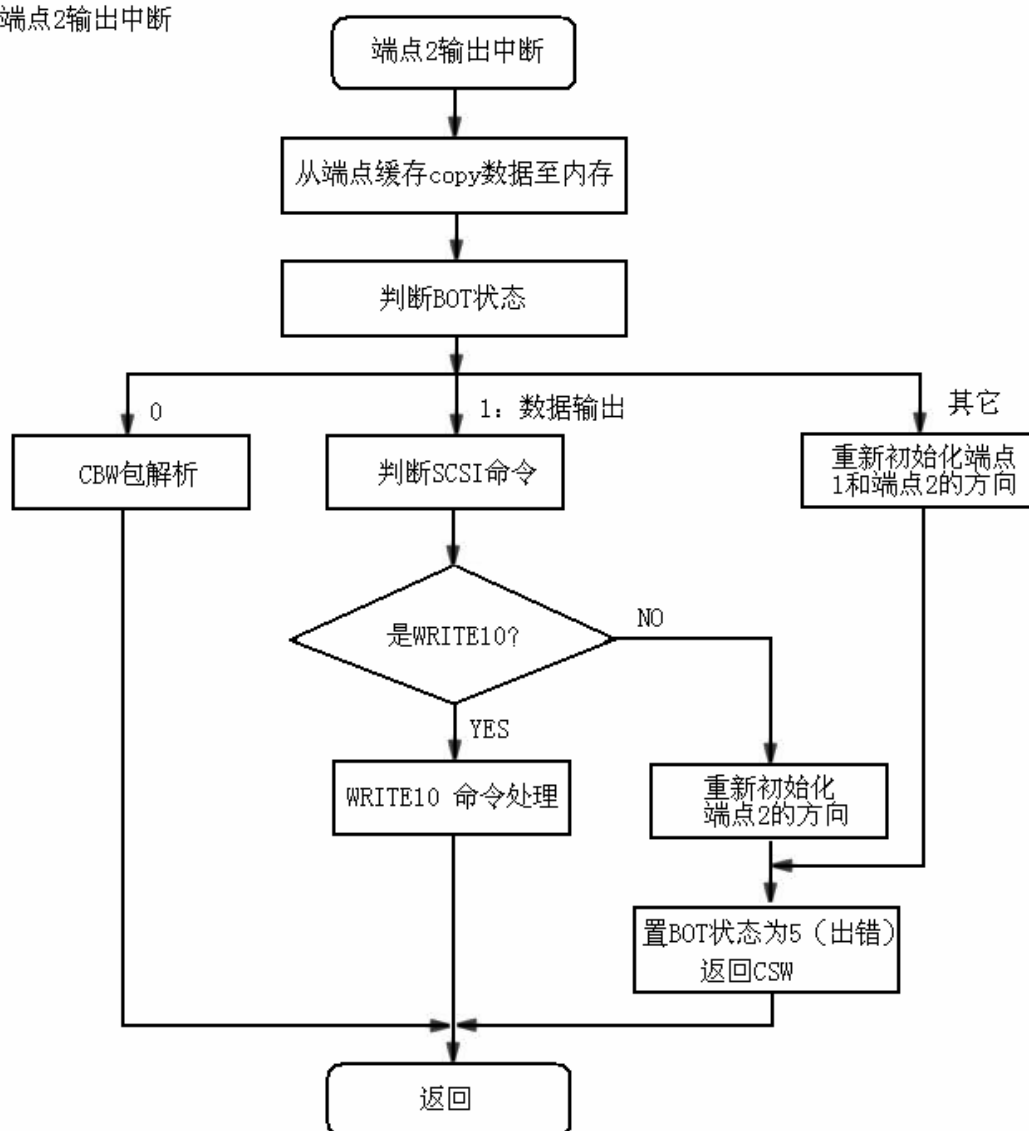 端点2输出中断
端点2输出中断
从端点缓存copy数据至内存
判断BOT状态
0
1：数据输出
其它
CBW包解析
判断SCSI命令
重新初始化端点
1和端点2的方向
是WRITE10?
NO
YES
WRITE10 命令处理
重新初始化
端点2的方向
置BOT状态为5（出错）
返回CSW
返回